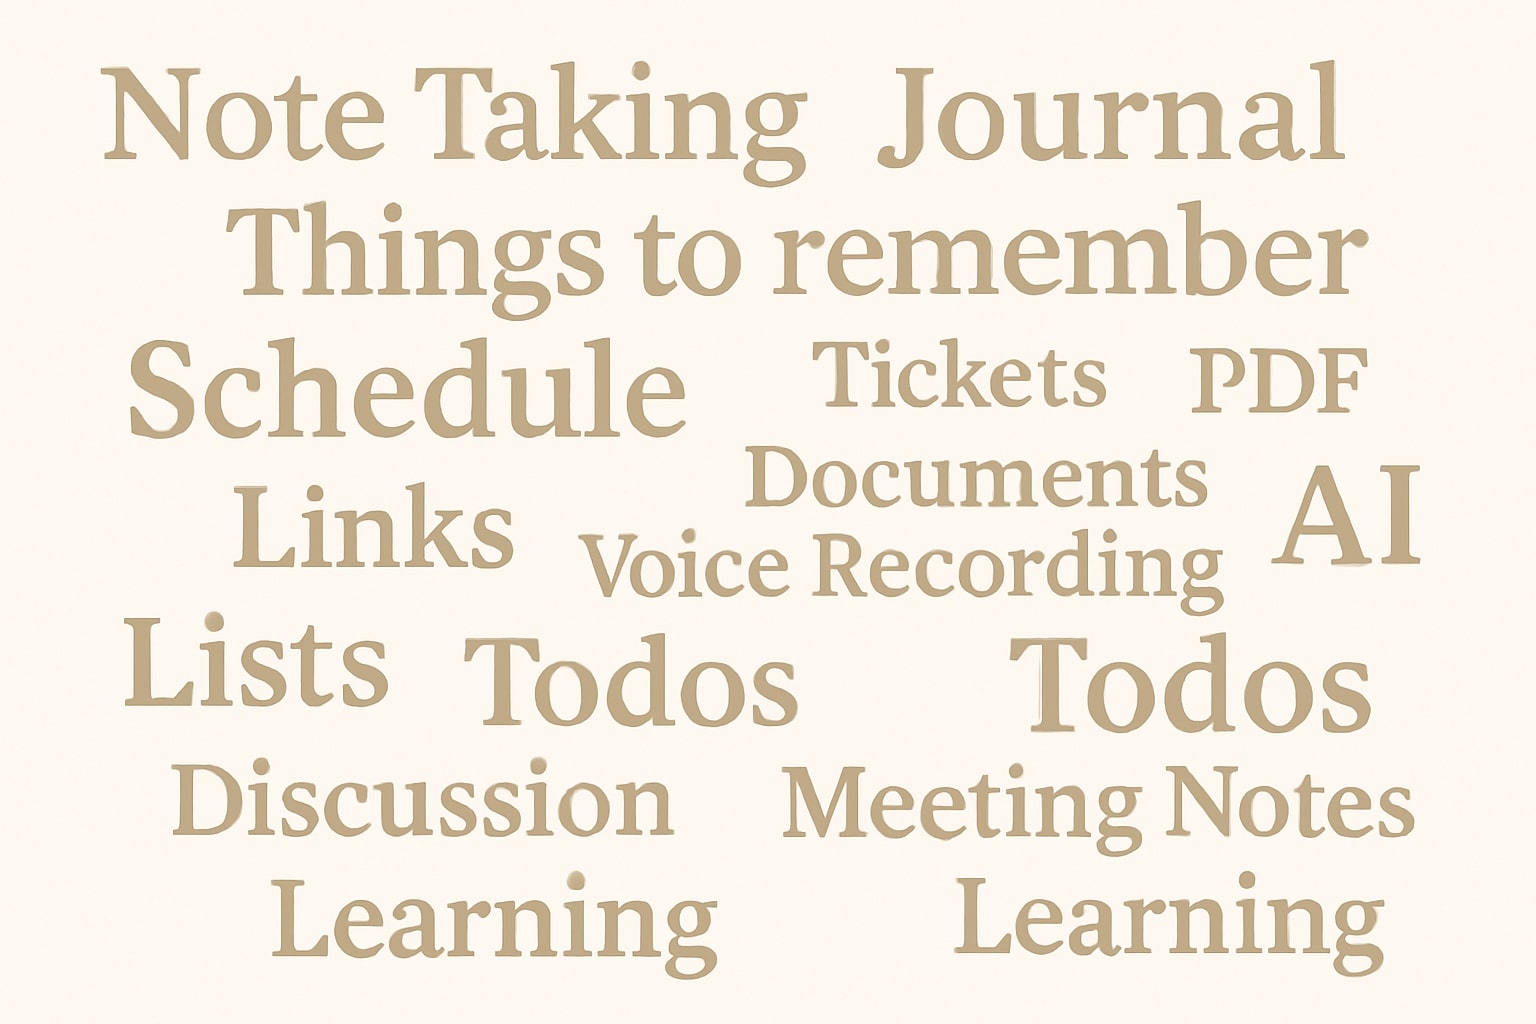 Note Taking Journal
Things to remember
Schedule Tickets PDF
Documents
Links Voice Recording AI
Lists Todos Todos
Discussion Meeting Notes
Learning Learning